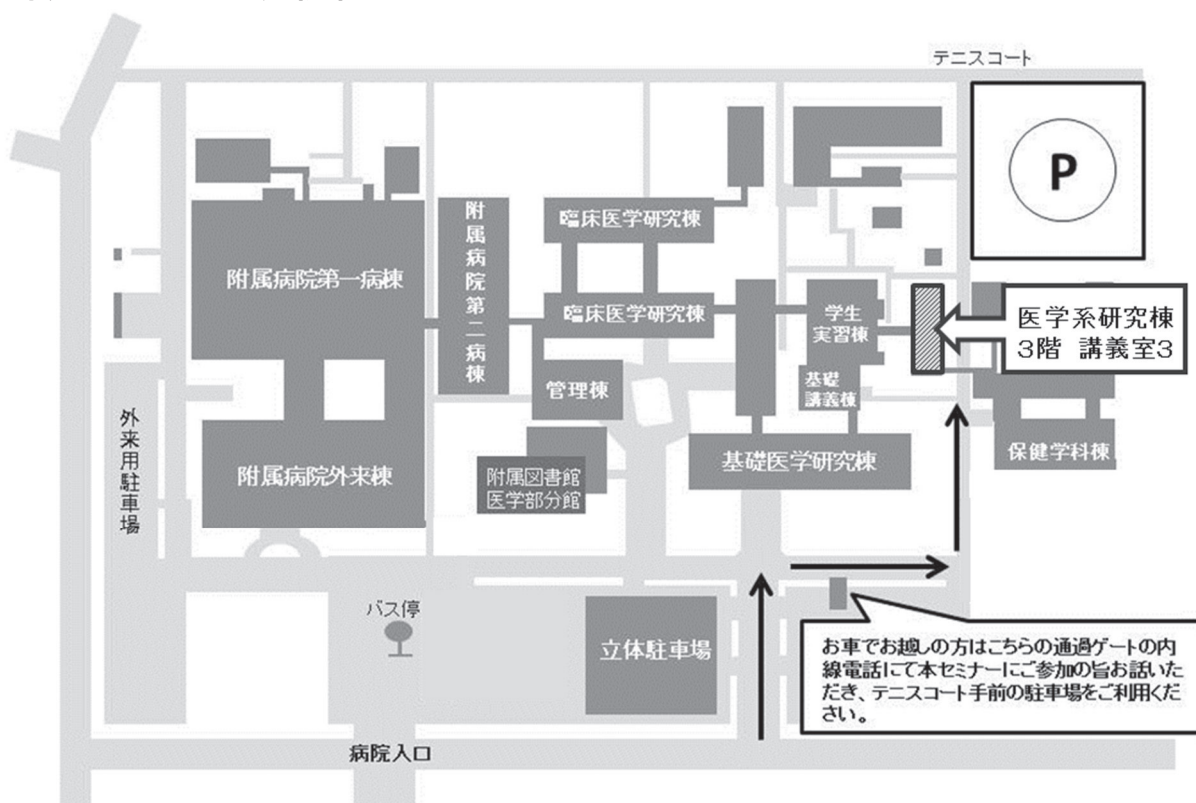 テニスコート
P
附属病院第一病棟
附属病院第二病棟
臨床医学研究棟
臨床医学研究棟
学生
実習棟
医学系研究棟
3階 講義室3
管理棟
基礎
講義棟
外来用駐車場
附属病院外来棟
附属図書館
医学部分館
基礎医学研究棟
保健学科棟
バス停
立体駐車場
お車でお越しの方はこちらの通過ゲートの内
線電話にて本セミナーにご参加の旨お話いた
だき、テニスコート手前の駐車場をご利用くだ
さい。
病院入口